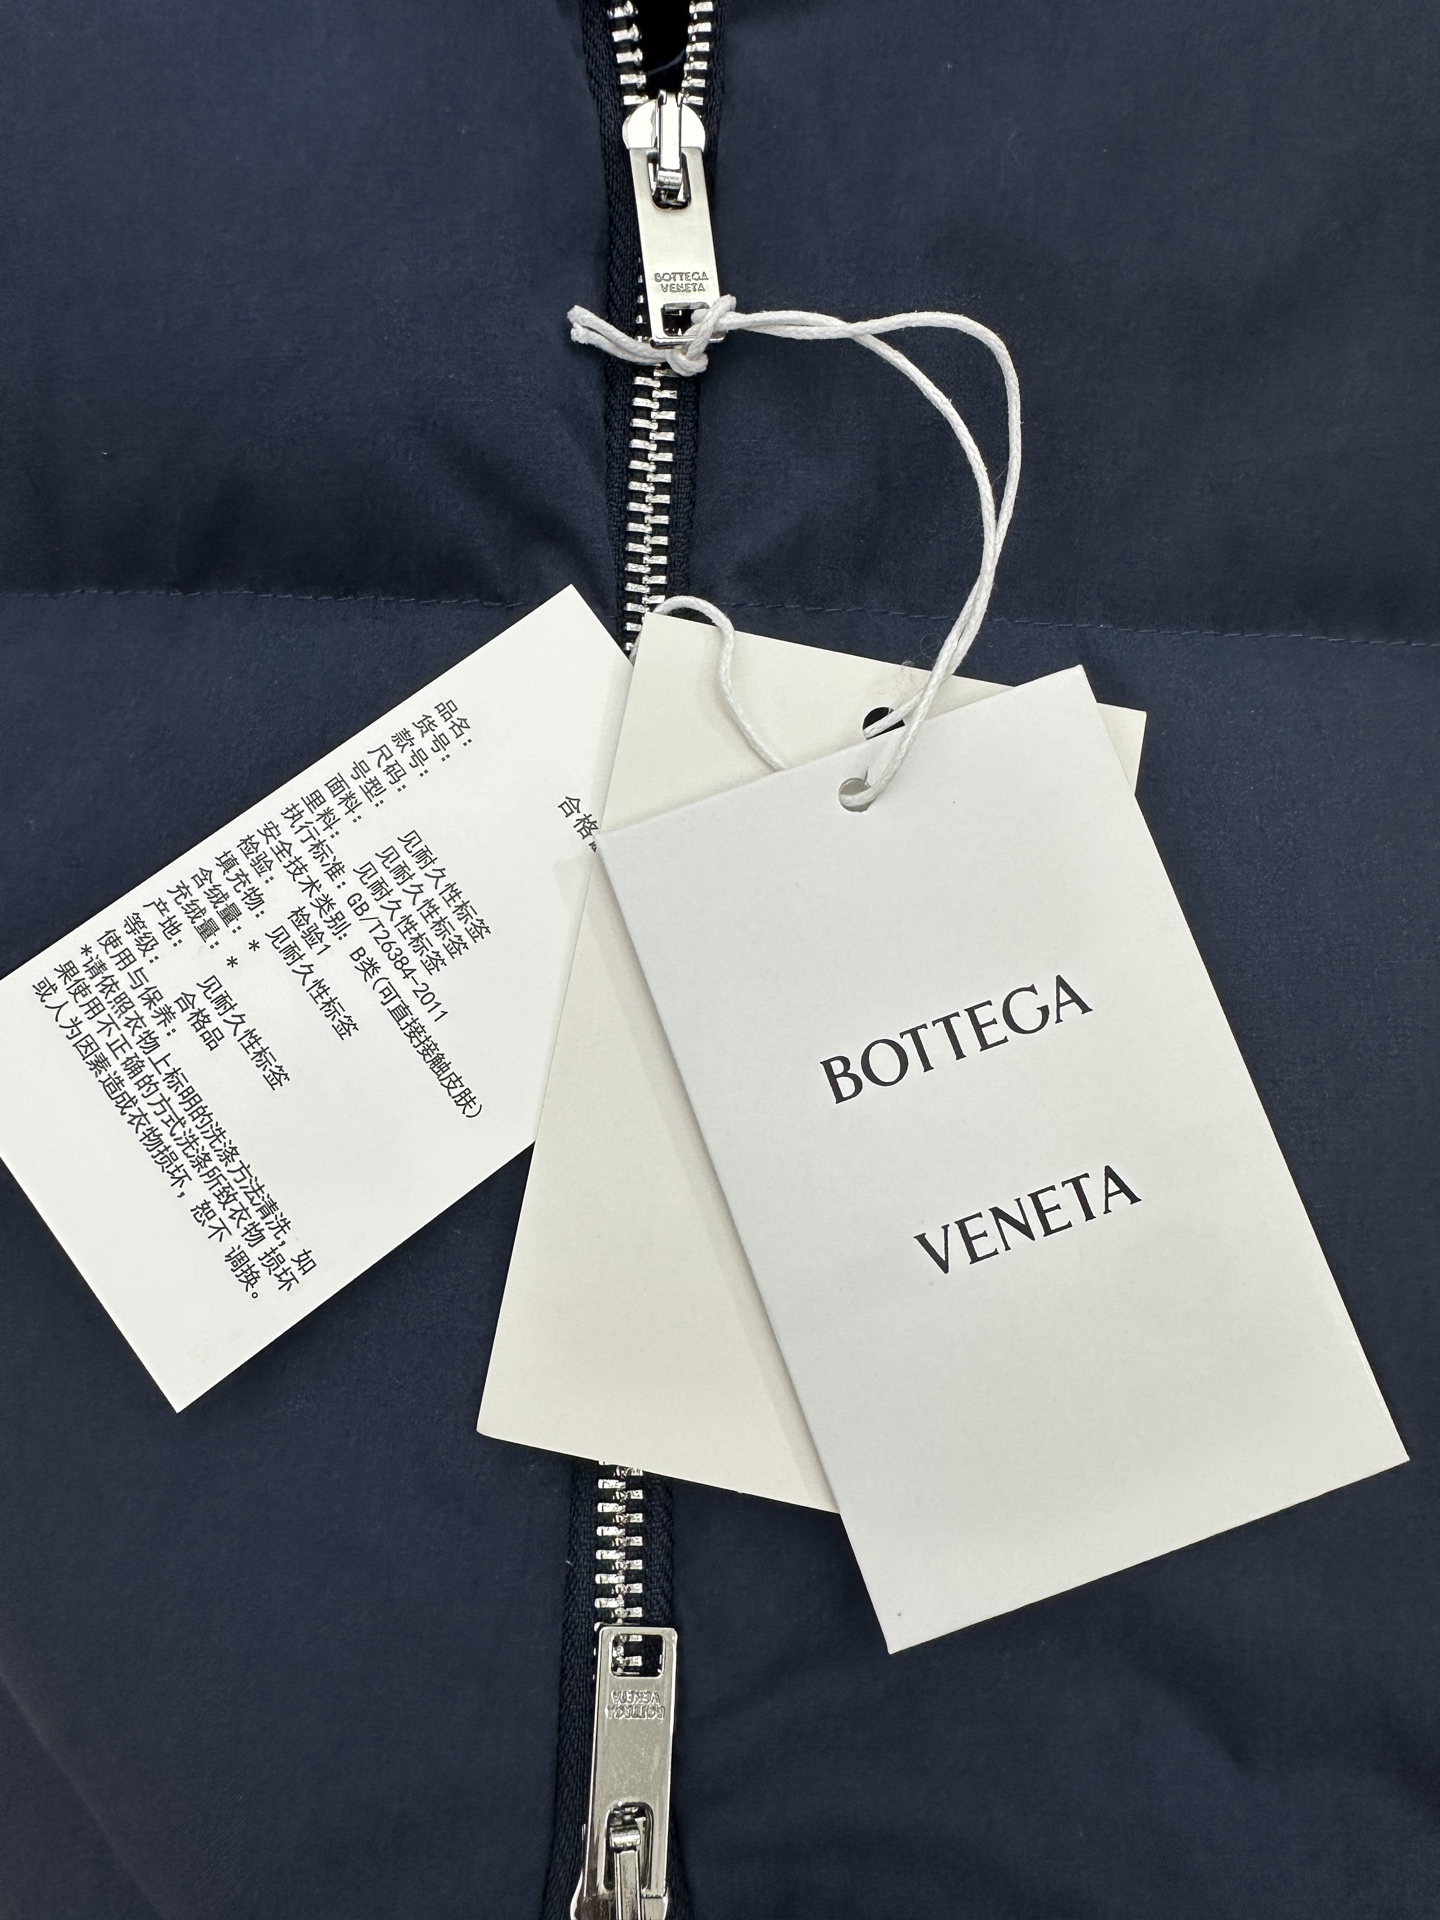 BOTTEGA
VENETA
合格
品名:
货号:
款号:
尺码:
号型:
面料: 见耐久性标签
里料: 见耐久性标签
执行标准: GB/T26384-2011
安全技术类别: B类(可直接接触皮肤)
检验: 检验1
填充物: 见耐久性标签
含绒量: *
充绒量: *
产地: 见耐久性标签
等级: 合格品
使用与保养:
*请依照衣物上标明的洗涤方法清洗,如
果使用不正确的方式洗涤所致衣物 损坏
或人为因素造成衣物损坏,恕不 调换。
BOTTEGA
VENETA
BOTTEGA
VENETA